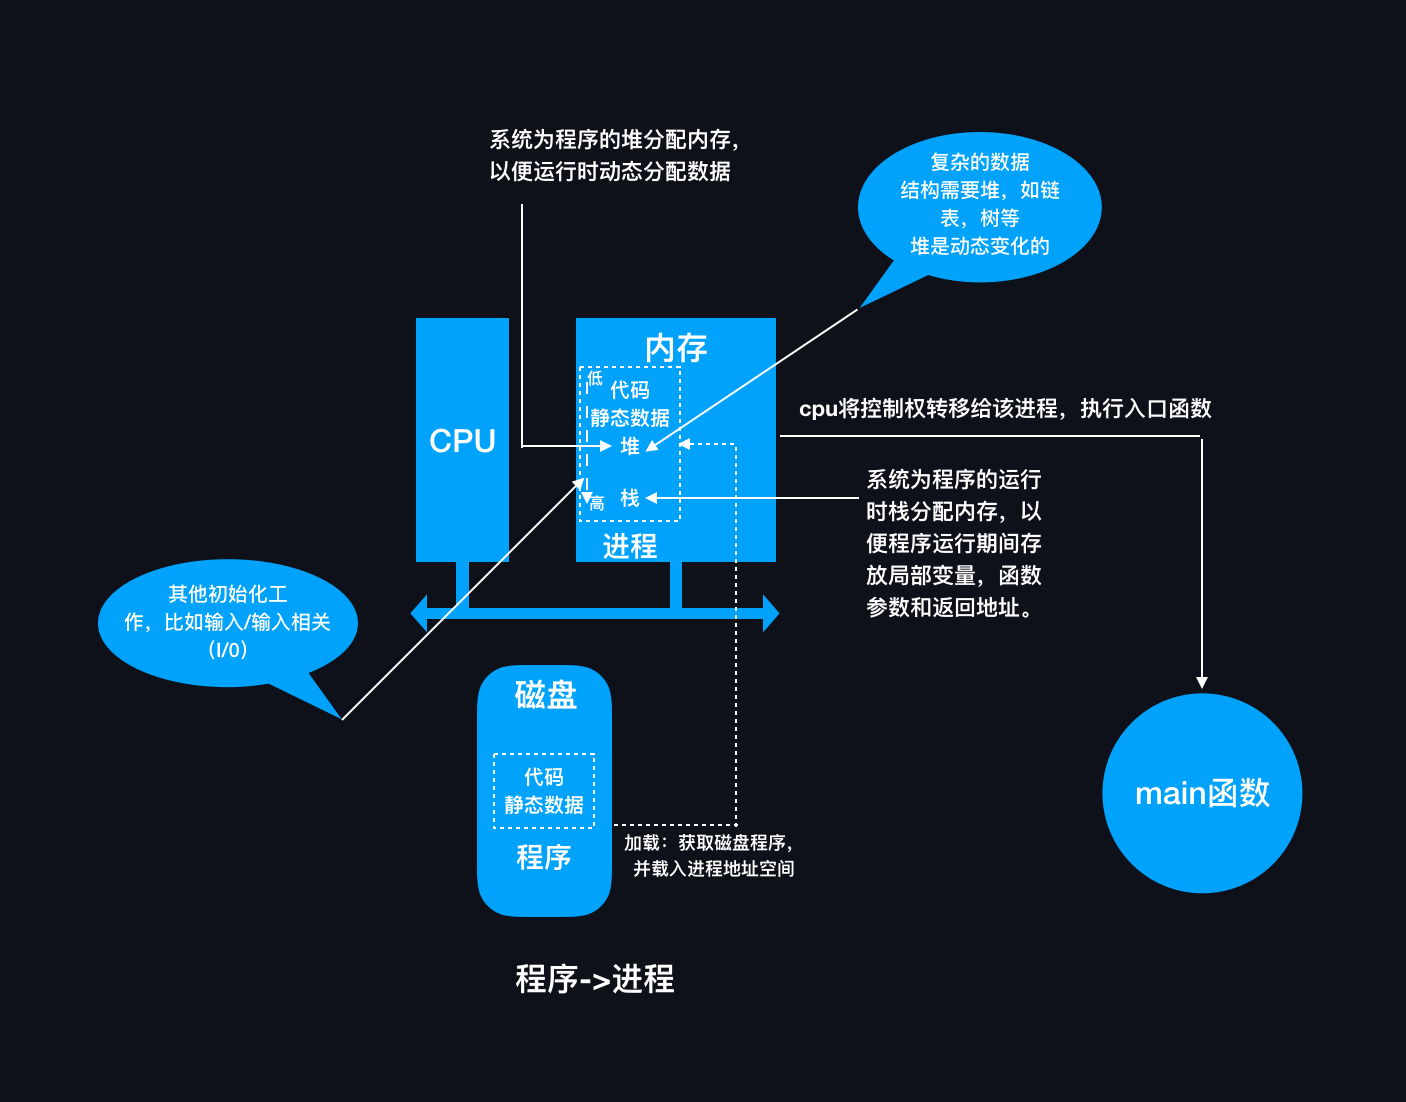 系统为程序的堆分配内存，
以便运行时动态分配数据
复杂的数据
结构需要堆，如链
表，树等
堆是动态变化的
内存
低
代码
静态数据
堆
高
栈
进程
CPU
cpu将控制权转移给该进程，执行入口函数
系统为程序的运行
时栈分配内存，以
便程序运行期间存
放局部变量，函数
参数和返回地址。
其他初始化工
作，比如输入/输入相关
（I/0）
磁盘
代码
静态数据
程序
加载：获取磁盘程序，
并载入进程地址空间
main函数
程序->进程